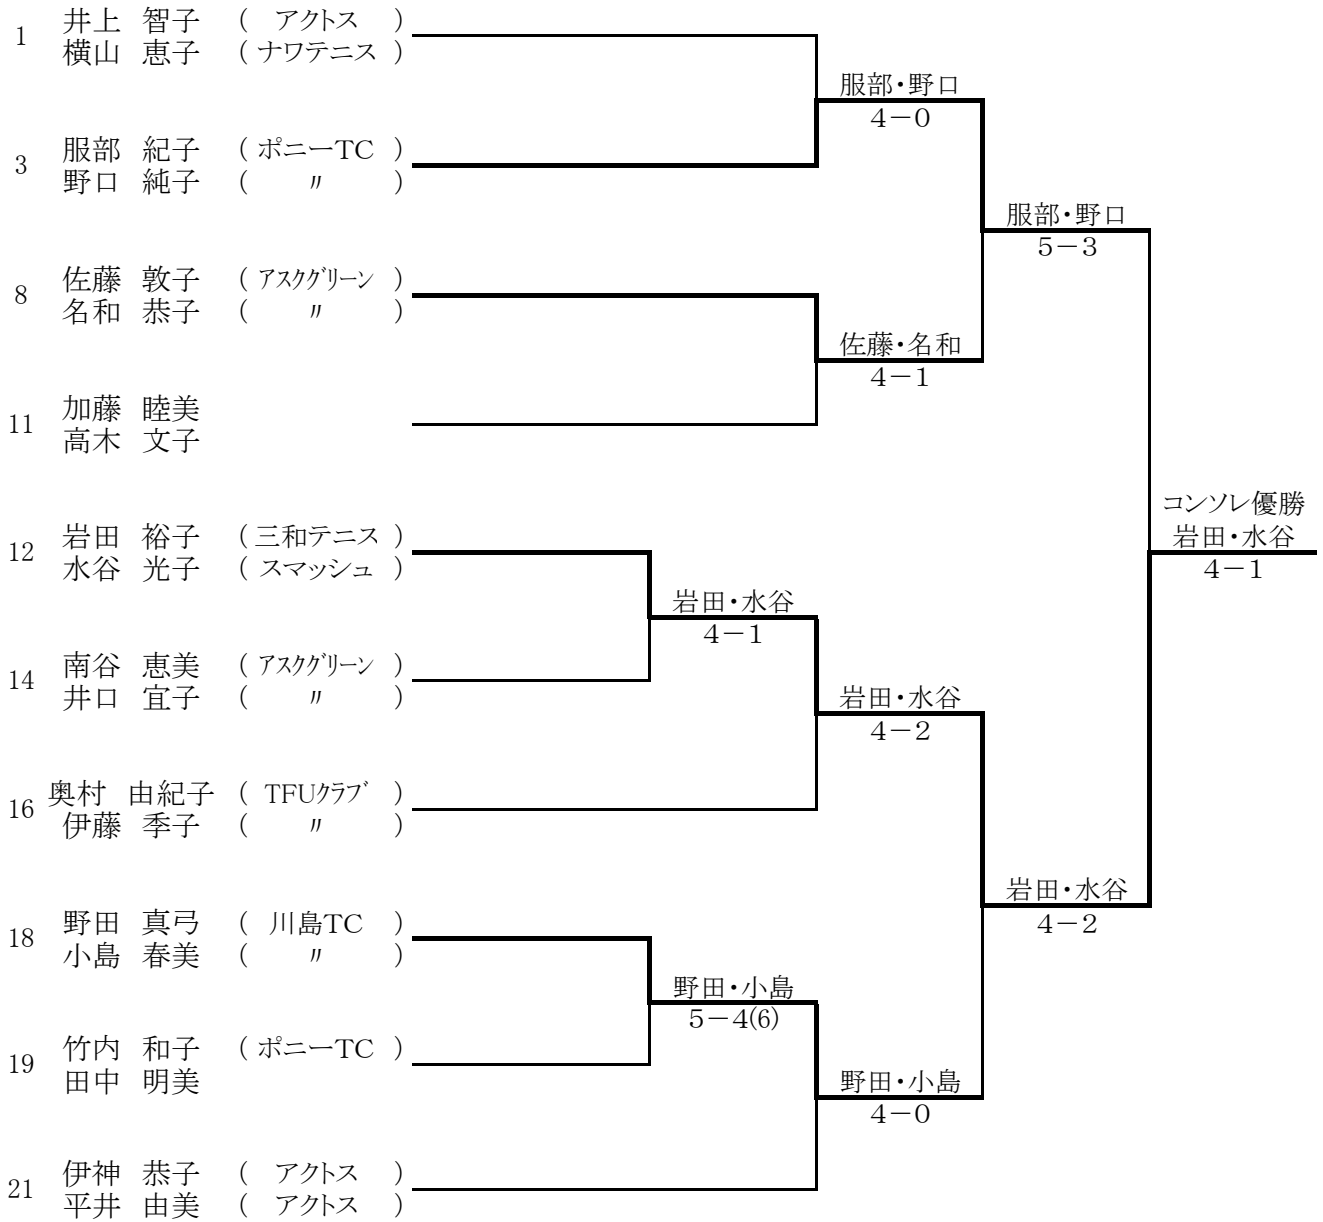 1 井上 智子 ( アクトス )
横山 恵子 ( ナワテニス )
服部・野口
4－0
3 服部 紀子 ( ポニーTC )
野口 純子 ( 〃 )
服部・野口
5－3
8 佐藤 敦子 ( アスクグリーン )
名和 恭子 ( 〃 )
佐藤・名和
4－1
11 加藤 睦美
高木 文子
コンソレ優勝
岩田・水谷
4－1
12 岩田 裕子 ( 三和テニス )
水谷 光子 ( スマッシュ )
岩田・水谷
4－1
14 南谷 恵美 ( アスクグリーン )
井口 宜子 ( 〃 )
岩田・水谷
4－2
16 奥村 由紀子 ( TFUクラブ )
伊藤 季子 ( 〃 )
岩田・水谷
4－2
18 野田 真弓 ( 川島TC )
小島 春美 ( 〃 )
野田・小島
5－4(6)
19 竹内 和子 ( ポニーTC )
田中 明美
野田・小島
4－0
21 伊神 恭子 ( アクトス )
平井 由美 ( アクトス )